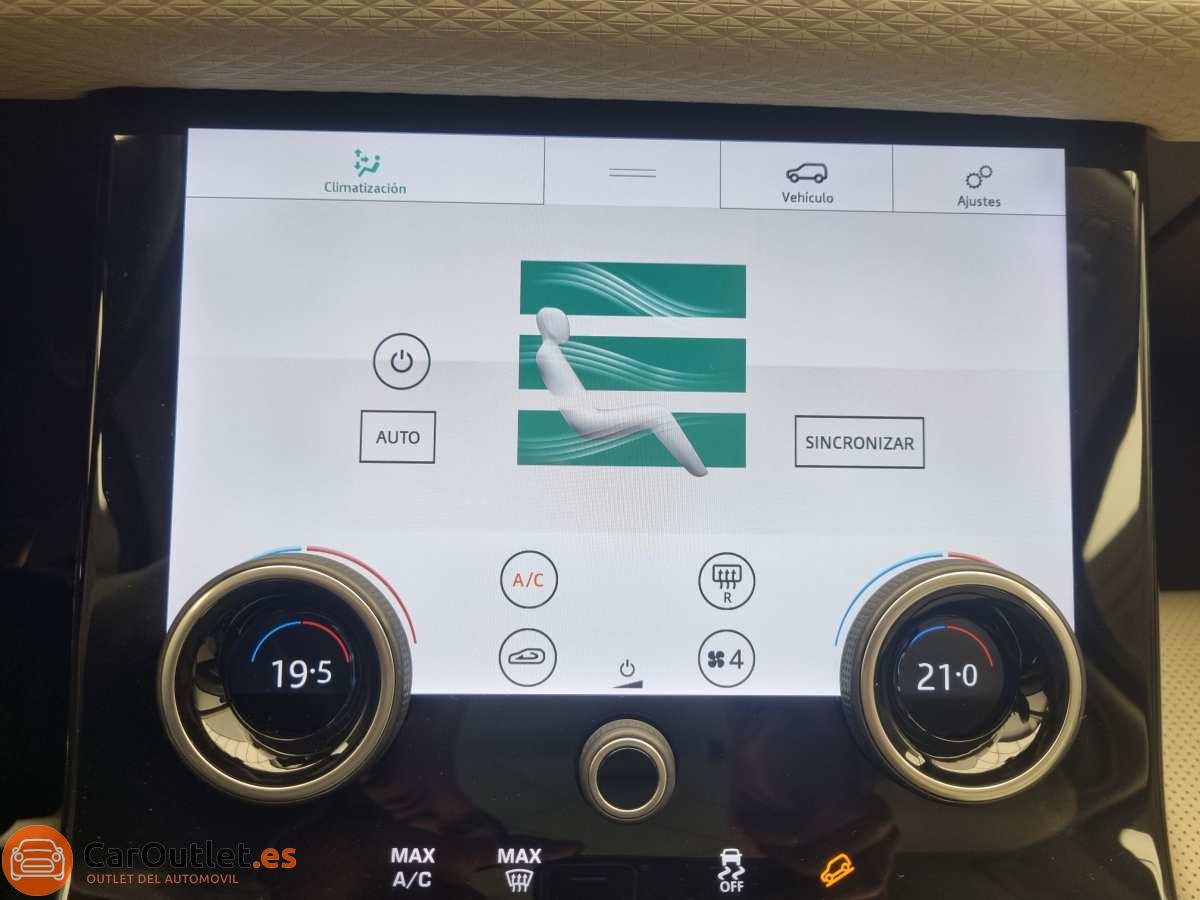 Climatización
Vehículo
Ajustes
AUTO
SINCRONIZAR
A/C
R
4
19·5
21·0
MAX
A/C
MAX
OFF
CarOutlet.es
OUTLET DEL AUTOMOVIL